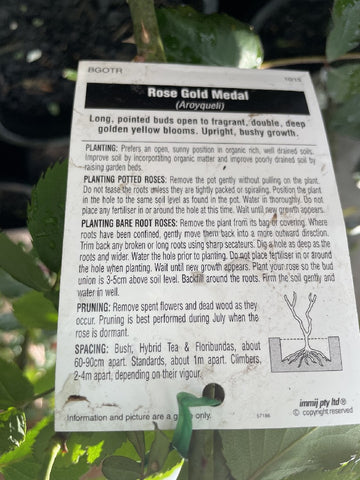 BGOTR 10/15
Rose Gold Medal
(Aroyqueli)
Long, pointed buds open to fragrant, double, deep
golden yellow blooms. Upright, bushy growth.
PLANTING: Prefers an open, sunny position in organic rich, well drained soils.
Improve soil by incorporating organic matter and improve poorly drained soil by
raising garden beds.
PLANTING POTTED ROSES: Remove the pot gently without pulling on the plant.
Do not tease the roots unless they are tightly packed or spiraling. Position the plant
in the hole to the same soil level as found in the pot. Water in thoroughly. Do not
place any fertiliser in or around the hole at this time. Wait until new growth appears.
PLANTING BARE ROOT ROSES: Remove the plant from its bag or covering. Where
roots have been confined, gently move them back into a more outward direction.
Trim back any broken or long roots using sharp secateurs. Dig a hole as deep as the
roots and wider. Water the hole prior to planting. Do not place fertiliser in or around
the hole when planting. Wait until new growth appears. Plant your rose so the bud
union is 3-5cm above soil level. Backfill around the roots. Firm the soil gently and
water in well.
PRUNING: Remove spent flowers and dead wood as they
occur. Pruning is best performed during July when the
rose is dormant.
SPACING: Bush, Hybrid Tea & Floribundas, about
60-90cm apart. Standards, about 1m apart. Climbers,
2-4m apart, depending on their vigour.
Information and picture are a guide only. 57186
immij pty ltd®
© copyright reserved